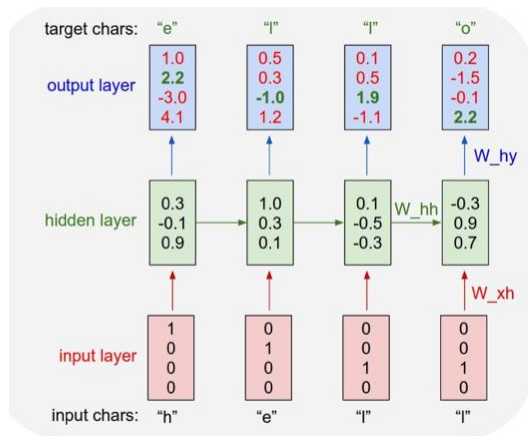 target chars: “e” “l” “l” “o”
1.0 0.5 0.1 0.2
2.2 0.3 0.5 -1.5
output layer -3.0 -1.0 1.9 -0.1
4.1 1.2 -1.1 2.2
W_hy
0.3 1.0 0.1 W_hh -0.3
hidden layer -0.1 0.3 -0.5 0.9
0.9 0.1 -0.3 0.7
W_xh
1 0 0 0
0 1 0 0
input layer 0 0 1 1
0 0 0 0
input chars: “h” “e” “l” “l”